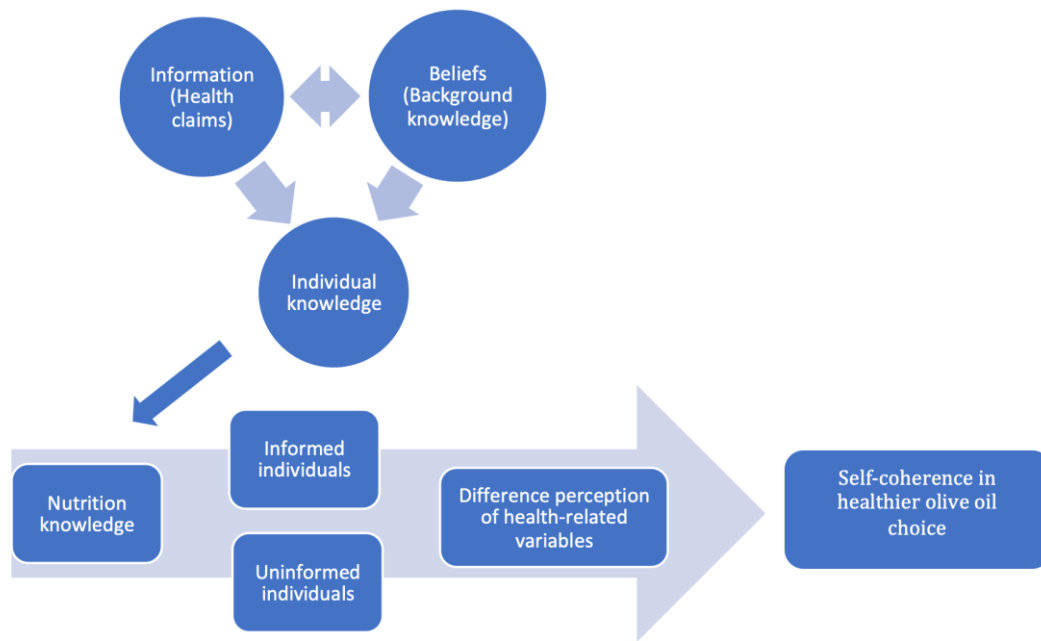 Information
(Health
claims)
Beliefs
(Background
knowledge)
Individual
knowledge
Informed
individuals
Nutrition
knowledge
Uninformed
individuals
Difference perception
of health-related
variables
Self-coherence in
healthier olive oil
choice